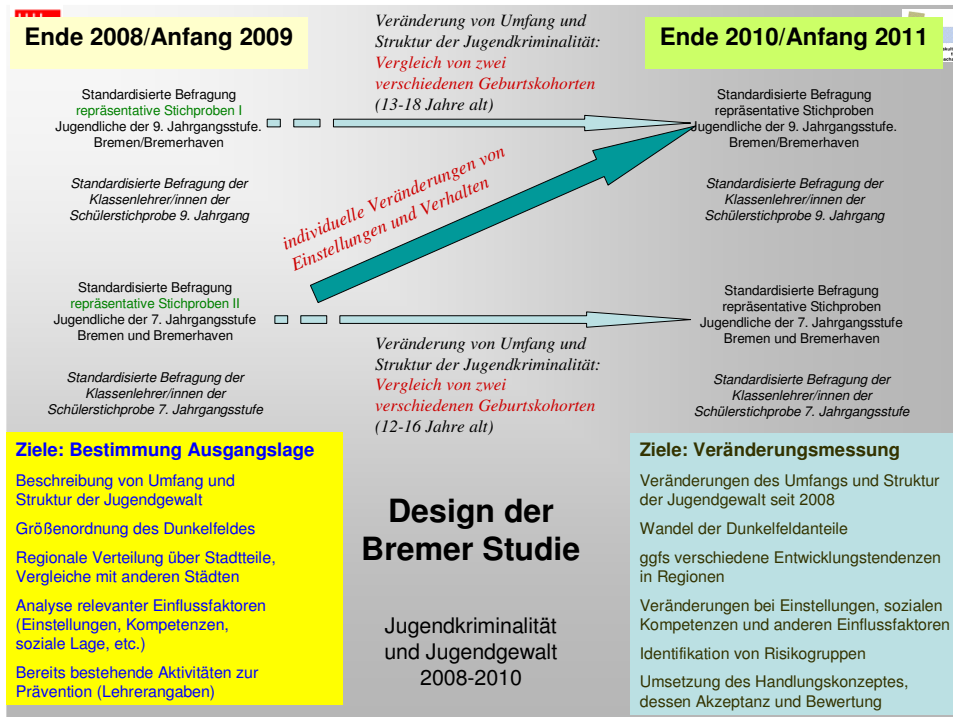 Ende 2008/Anfang 2009
Veränderung von Umfang und
Struktur der Jugendkriminalität:
Vergleich von zwei
verschiedenen Geburtskohorten
(13-18 Jahre alt)
Ende 2010/Anfang 2011
Standardisierte Befragung
repräsentative Stichproben I
Jugendliche der 9. Jahrgangsstufe.
Bremen/Bremerhaven
Standardisierte Befragung der
Klassenlehrer/innen der
Schülerstichprobe 9. Jahrgang
Standardisierte Befragung
repräsentative Stichproben
Jugendliche der 9. Jahrgangsstufe.
Bremen/Bremerhaven
Standardisierte Befragung der
Klassenlehrer/innen der
Schülerstichprobe 9. Jahrgang
individuelle Veränderungen von
Einstellungen und Verhalten
Standardisierte Befragung
repräsentative Stichproben II
Jugendliche der 7. Jahrgangsstufe
Bremen und Bremerhaven
Standardisierte Befragung der
Klassenlehrer/innen der
Schülerstichprobe 7. Jahrgangsstufe
Veränderung von Umfang und
Struktur der Jugendkriminalität:
Vergleich von zwei
verschiedenen Geburtskohorten
(12-16 Jahre alt)
Standardisierte Befragung
repräsentative Stichproben
Jugendliche der 7. Jahrgangsstufe
Bremen und Bremerhaven
Standardisierte Befragung der
Klassenlehrer/innen der
Schülerstichprobe 7. Jahrgangsstufe
Ziele: Bestimmung Ausgangslage
Beschreibung von Umfang und
Struktur der Jugendgewalt
Größenordnung des Dunkelfeldes
Regionale Verteilung über Stadtteile,
Vergleiche mit anderen Städten
Analyse relevanter Einflussfaktoren
(Einstellungen, Kompetenzen,
soziale Lage, etc.)
Bereits bestehende Aktivitäten zur
Prävention (Lehrerangaben)
Design der
Bremer Studie
Jugendkriminalität
und Jugendgewalt
2008-2010
Ziele: Veränderungsmessung
Veränderungen des Umfangs und Struktur
der Jugendgewalt seit 2008
Wandel der Dunkelfeldanteile
ggfs verschiedene Entwicklungstendenzen
in Regionen
Veränderungen bei Einstellungen, sozialen
Kompetenzen und anderen Einflussfaktoren
Identifikation von Risikogruppen
Umsetzung des Handlungskonzeptes,
dessen Akzeptanz und Bewertung